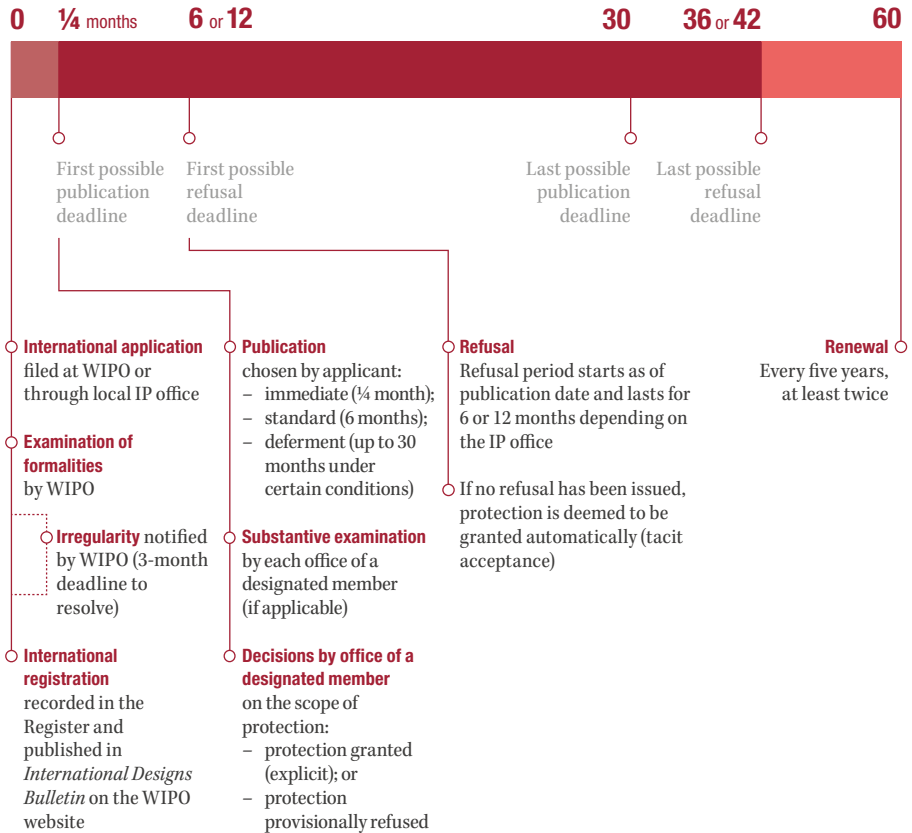 0 ¼ months 6 or 12 30 36 or 42 60
First possible
publication
deadline
First possible
refusal
deadline
Last possible
publication
deadline
Last possible
refusal
deadline
International application
filed at WIPO or
through local IP office
Examination of
formalities
by WIPO
Irregularity notified
by WIPO (3-month
deadline to
resolve)
International
registration
recorded in the
Register and
published in
International Designs
Bulletin on the WIPO
website
Publication
chosen by applicant:
– immediate (¼ month);
– standard (6 months);
– deferment (up to 30
months under
certain conditions)
Substantive examination
by each office of a
designated member
(if applicable)
Decisions by office of a
designated member
on the scope of
protection:
– protection granted
(explicit); or
– protection
provisionally refused
Refusal
Refusal period starts as of
publication date and lasts for
6 or 12 months depending on
the IP office
If no refusal has been issued,
protection is deemed to be
granted automatically (tacit
acceptance)
Renewal
Every five years,
at least twice